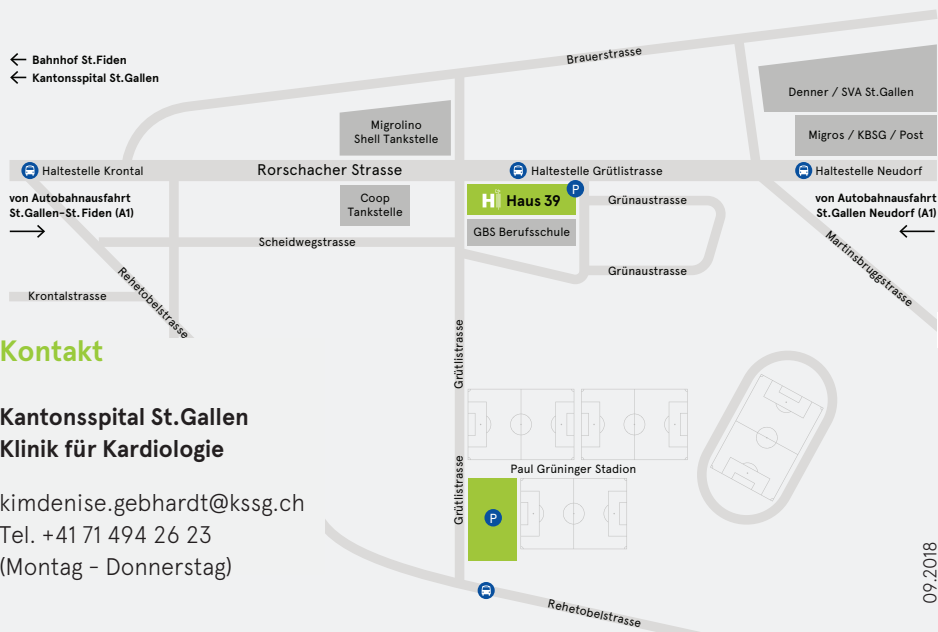 Brauerstrasse
Bahnhof St.Fiden
Kantonsspital St.Gallen
Denner / SVA St.Gallen
Migrolino
Shell Tankstelle
Migros / KBSG / Post
Haltestelle Krontal
Rorschacher Strasse
Haltestelle Grütlistrasse
Haltestelle Neudorf
von Autobahnausfahrt
St.Gallen-St. Fiden (A1)
Coop
Tankstelle
P
Hi Haus 39
Grünaustrasse
von Autobahnausfahrt
St.Gallen Neudorf (A1)
GBS Berufsschule
Scheidwegstrasse
Martinsbruggstrasse
Grünaustrasse
Rehetobelstrasse
Krontalstrasse
Grütlistrasse
Kontakt
Kantonsspital St.Gallen
Klinik für Kardiologie
Paul Grüninger Stadion
Grütlistrasse
P
kimdenise.gebhardt@kssg.ch
Tel. +41 71 494 26 23
(Montag - Donnerstag)
09.2018
Rehetobelstrasse